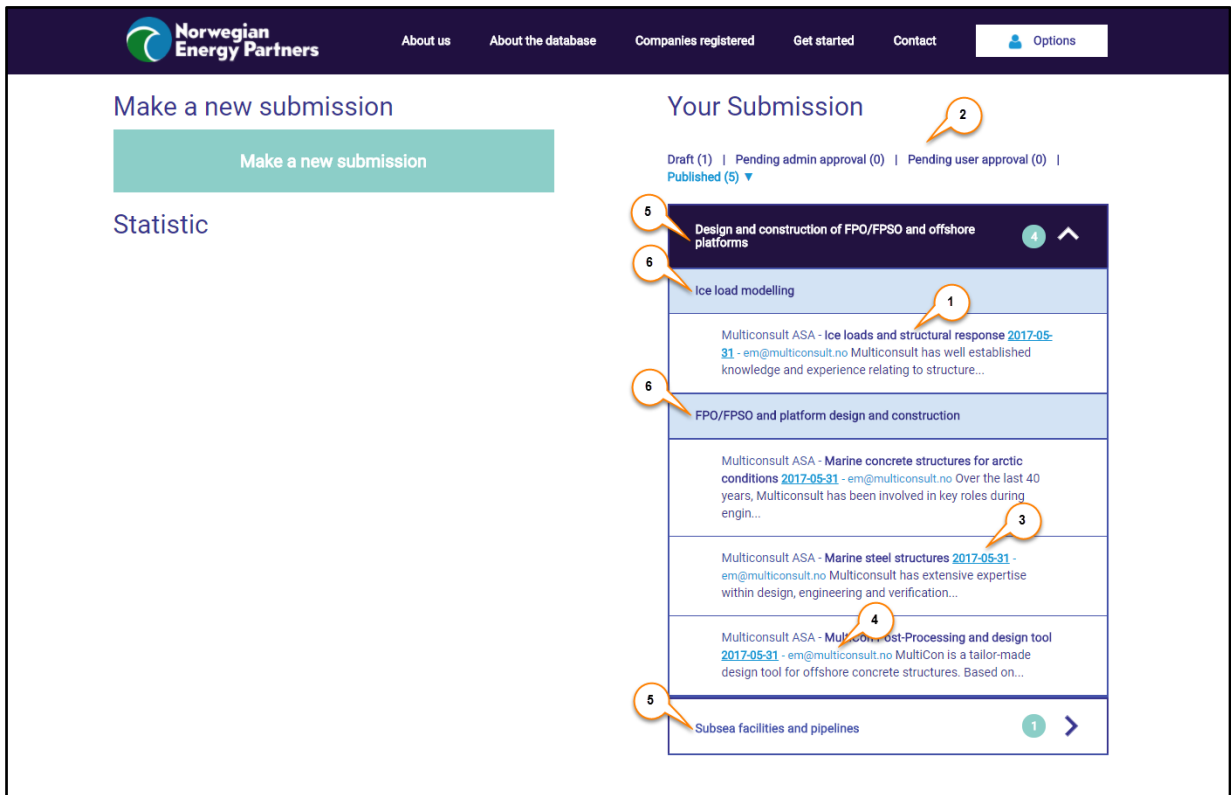 Norwegian
Energy Partners
About us
About the database
Companies registered
Get started
Contact
Options
Make a new submission
Make a new submission
Statistic
Your Submission
2
Draft (1) | Pending admin approval (0) | Pending user approval (0) |
Published (5) ▼
5
Design and construction of FPO/FPSO and offshore
platforms
4
6
Ice load modelling
1
Multiconsult ASA - Ice loads and structural response 2017-05-
31 - em@multiconsult.no Multiconsult has well established
knowledge and experience relating to structure...
6
FPO/FPSO and platform design and construction
Multiconsult ASA - Marine concrete structures for arctic
conditions 2017-05-31 - em@multiconsult.no Over the last 40
years, Multiconsult has been involved in key roles during
engin...
3
Multiconsult ASA - Marine steel structures 2017-05-31 -
em@multiconsult.no Multiconsult has extensive expertise
within design, engineering and verification...
4
Multiconsult ASA - MultiCon Post-Processing and design tool
2017-05-31 - em@multiconsult.no MultiCon is a tailor-made
design tool for offshore concrete structures. Based on...
5
Subsea facilities and pipelines
1